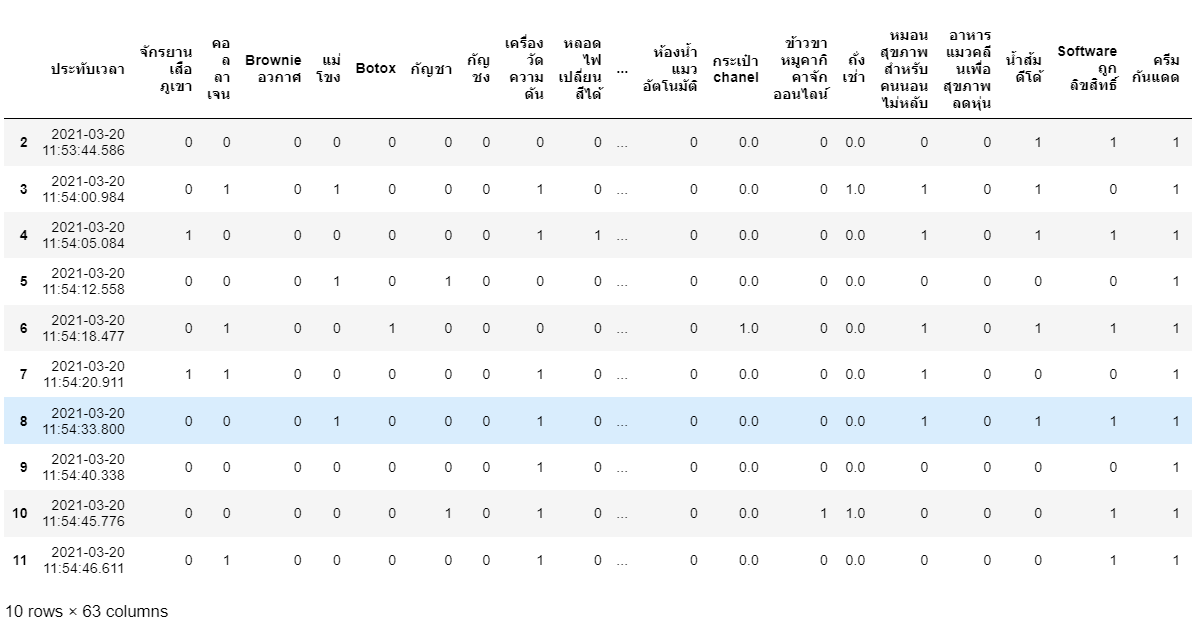 ประทับเวลา จักรยานเสือภูเขา คอลลาเจน Brownie อวกาศ แม่โขง Botox กัญชา กัญชง เครื่องวัดความดัน หลอดไฟเปลี่ยนสีได้ ... ห้องน้ำแมวอัตโนมัติ กระเป๋า chanel ข้าวขาหมูคากิคาจักออนไลน์ ถั่งเช่า หมอนสุขภาพสำหรับคนนอนไม่หลับ อาหารแมวคลีนเพื่อสุขภาพลดหุ่น น้ำส้มดีโด้ Software ถูกลิขสิทธิ์ ครีมกันแดด
2 2021-03-20 11:53:44.586 0 0 0 0 0 0 0 0 0 ... 0 0.0 0 0.0 0 0 1 1 1
3 2021-03-20 11:54:00.984 0 1 0 1 0 0 0 1 0 ... 0 0.0 0 1.0 1 0 1 0 1
4 2021-03-20 11:54:05.084 1 0 0 0 0 0 0 1 1 ... 0 0.0 0 0.0 1 0 1 1 1
5 2021-03-20 11:54:12.558 0 0 0 1 0 1 0 0 0 ... 0 0.0 0 0.0 0 0 0 0 1
6 2021-03-20 11:54:18.477 0 1 0 0 1 0 0 0 0 ... 0 1.0 0 0.0 1 0 1 1 1
7 2021-03-20 11:54:20.911 1 1 0 0 0 0 0 1 0 ... 0 0.0 0 0.0 1 0 0 0 1
8 2021-03-20 11:54:33.800 0 0 0 1 0 0 0 1 0 ... 0 0.0 0 0.0 1 0 1 1 1
9 2021-03-20 11:54:40.338 0 0 0 0 0 0 0 1 0 ... 0 0.0 0 0.0 0 0 0 0 1
10 2021-03-20 11:54:45.776 0 0 0 0 0 1 0 1 0 ... 0 0.0 1 1.0 0 0 0 1 1
11 2021-03-20 11:54:46.611 0 1 0 0 0 0 0 1 0 ... 0 0.0 0 0.0 0 0 0 1 1
10 rows × 63 columns